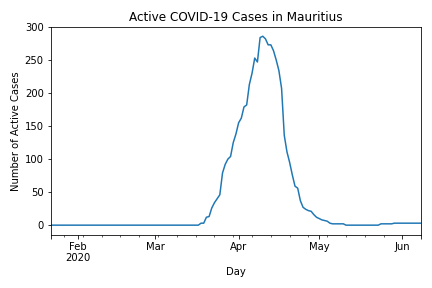 Active COVID-19 Cases in Mauritius
Number of Active Cases
300
250
200
150
100
50
0
Feb
2020
Mar
Apr
May
Jun
Day